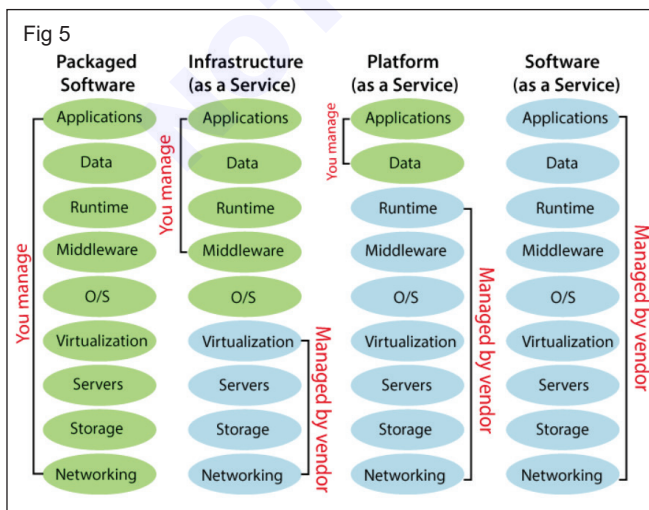 Fig 5
Packaged
Software
You manage
Applications
Data
Runtime
Middleware
O/S
Virtualization
Servers
Storage
Networking
Infrastructure
(as a Service)
You manage
Applications
Data
Runtime
Middleware
O/S
Virtualization
Servers
Storage
Networking
Managed by vendor
Platform
(as a Service)
You manage
Applications
Data
Runtime
Middleware
O/S
Virtualization
Servers
Storage
Networking
Managed by vendor
Software
(as a Service)
Applications
Data
Runtime
Middleware
O/S
Virtualization
Servers
Storage
Networking
Managed by vendor